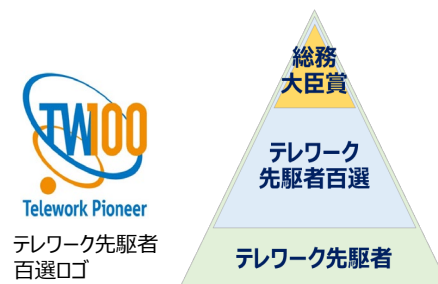 TW100
Telework Pioneer
テレワーク先駆者
百選ロゴ
総務
大臣賞
テレワーク
先駆者百選
テレワーク先駆者